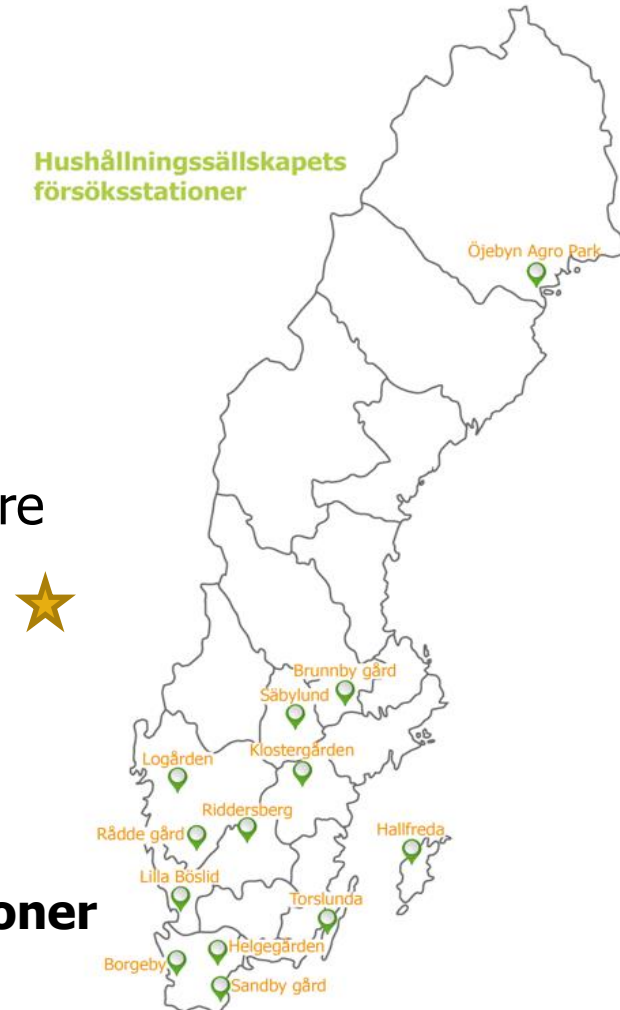 Hushållningssällskapets
försöksstationer
Öjebyn Agro Park
re
Brunnby gård
Säbylund
Klostergården
Logården
Riddersberg
Rådde gård
Hallfreda
Lilla Böslid
Torslunda
oner
Helgegården
Borgeby
Sandby gård